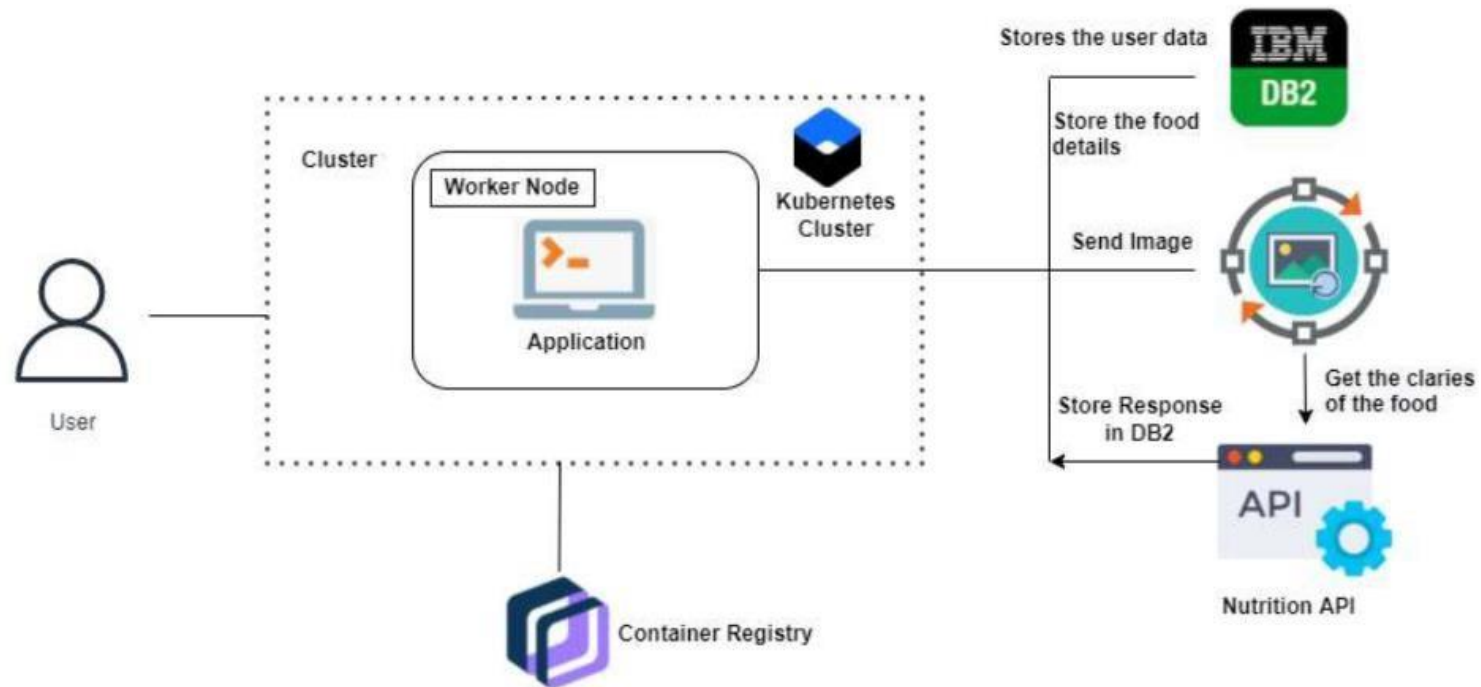 Stores the user data
IBM
DB2
Store the food
details
Cluster
Worker Node
Kubernetes
Cluster
Send Image
Application
User
Get the claries
of the food
Store Response
in DB2
API
Nutrition API
Container Registry